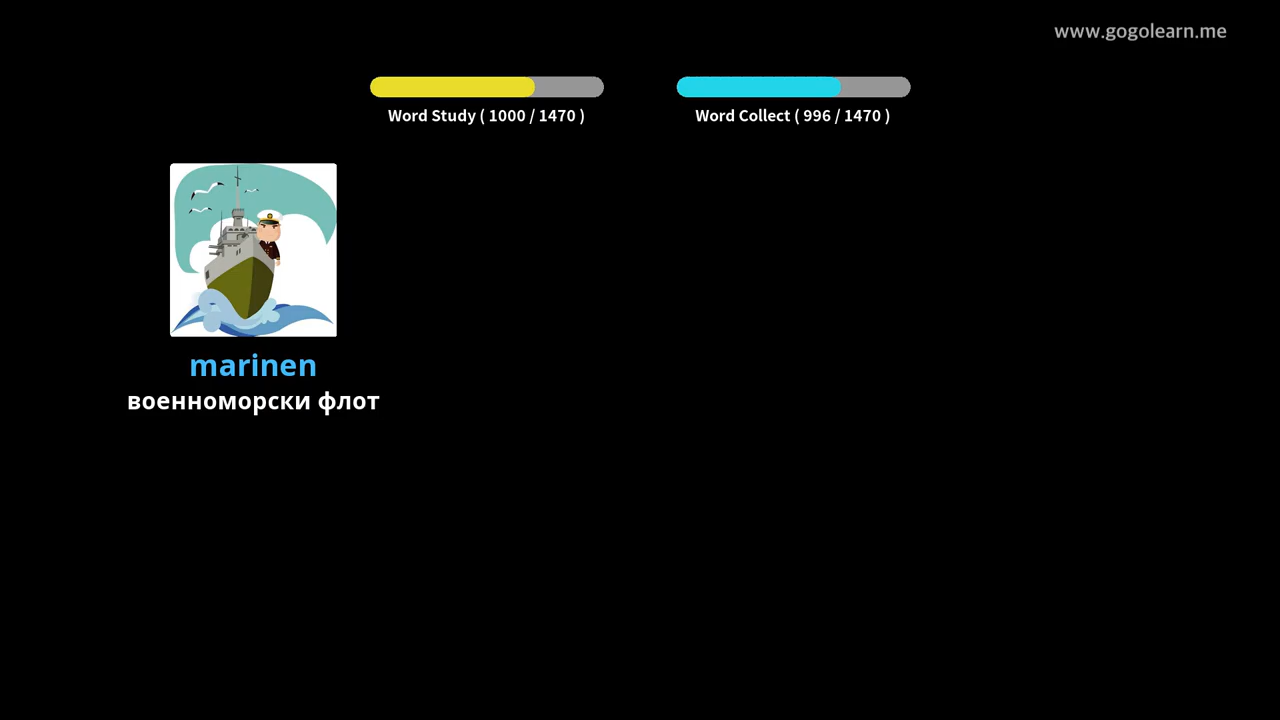 www.gogolearn.me
Word Study ( 1000 / 1470 )
Word Collect ( 996 / 1470 )
marinen
военноморски флот